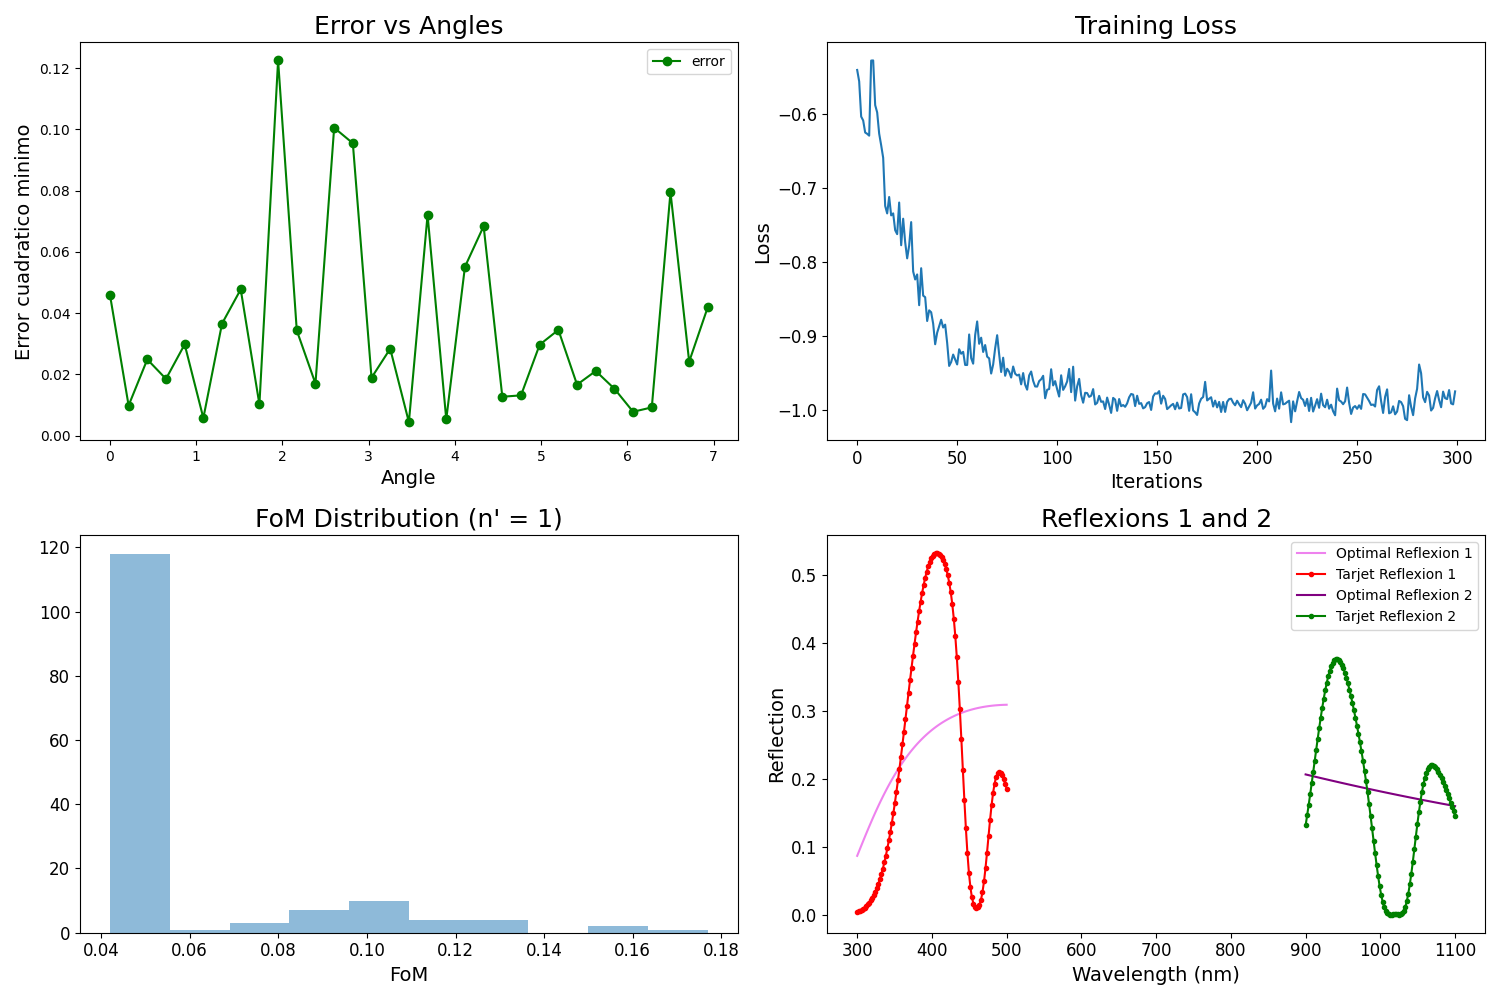 Error vs Angles
Error cuadratico minimo
0.12
0.10
0.08
0.06
0.04
0.02
0.00
error
0 1 2 3 4 5 6 7
Angle
Training Loss
Loss
−0.6
−0.7
−0.8
−0.9
−1.0
0 50 100 150 200 250 300
Iterations
FoM Distribution (n' = 1)
120
100
80
60
40
20
0
0.04 0.06 0.08 0.10 0.12 0.14 0.16 0.18
FoM
Reflexions 1 and 2
Reflection
0.5
0.4
0.3
0.2
0.1
0.0
Optimal Reflexion 1
Tarjet Reflexion 1
Optimal Reflexion 2
Tarjet Reflexion 2
300 400 500 600 700 800 900 1000 1100
Wavelength (nm)